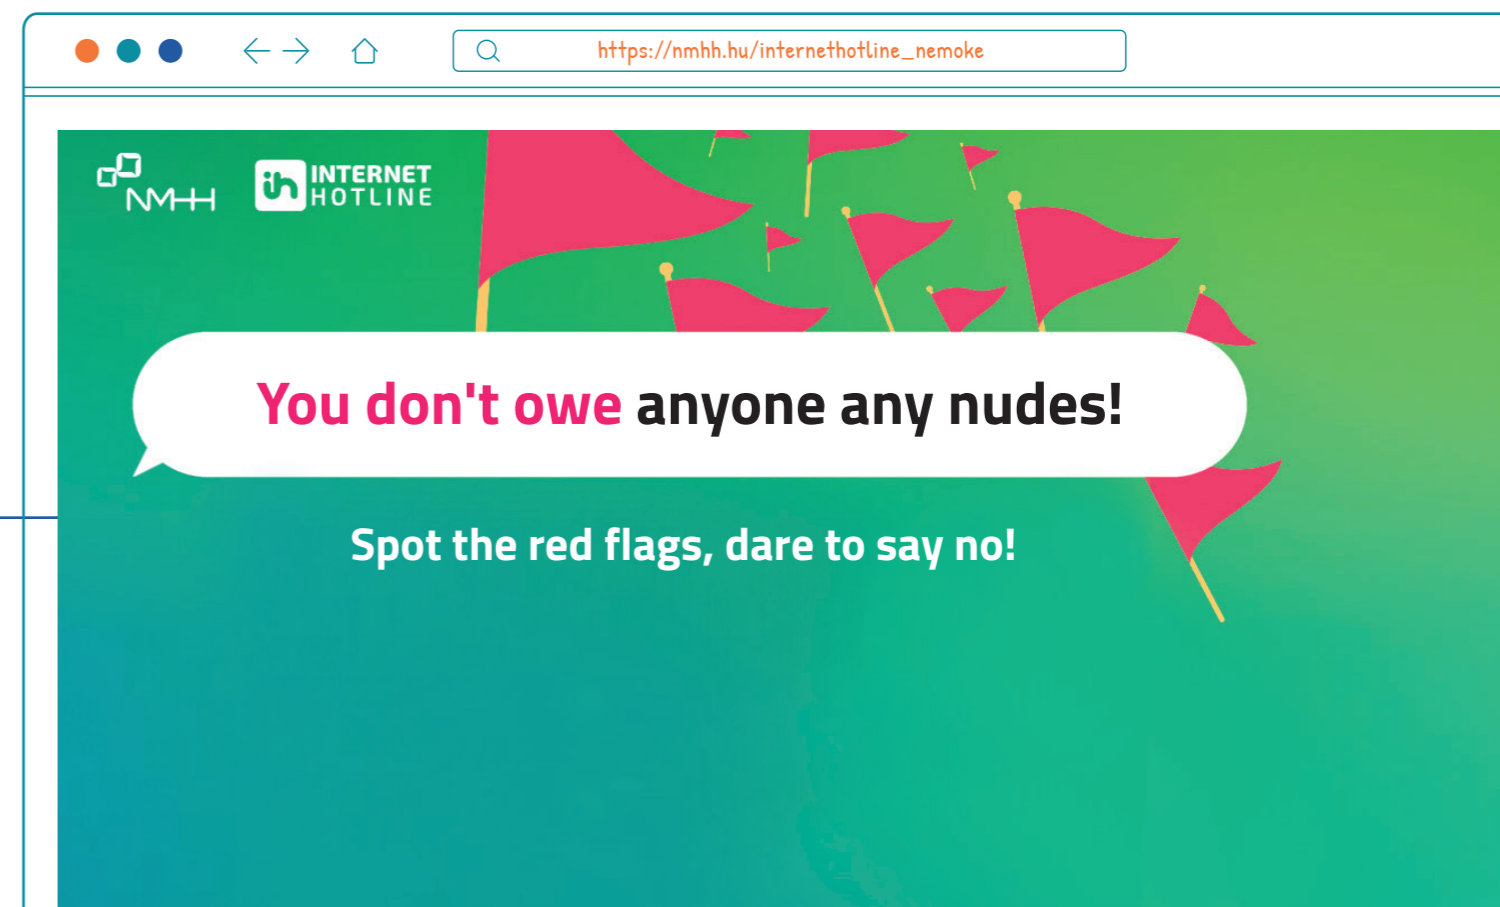 https://nmhh.hu/internethotline_nemoke
NMHH
ih INTERNET
HOTLINE
You don't owe anyone any nudes!
Spot the red flags, dare to say no!